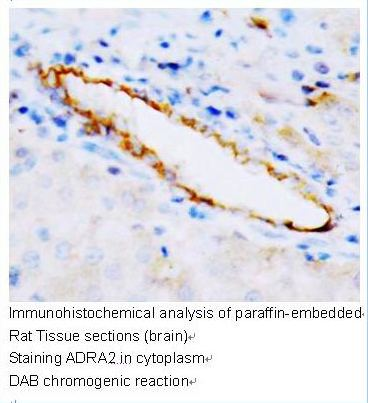 Immunohistochemical analysis of paraffin-embedded
Rat Tissue sections (brain)↵
Staining ADRA2 in cytoplasm↵
DAB chromogenic reaction↵
↵